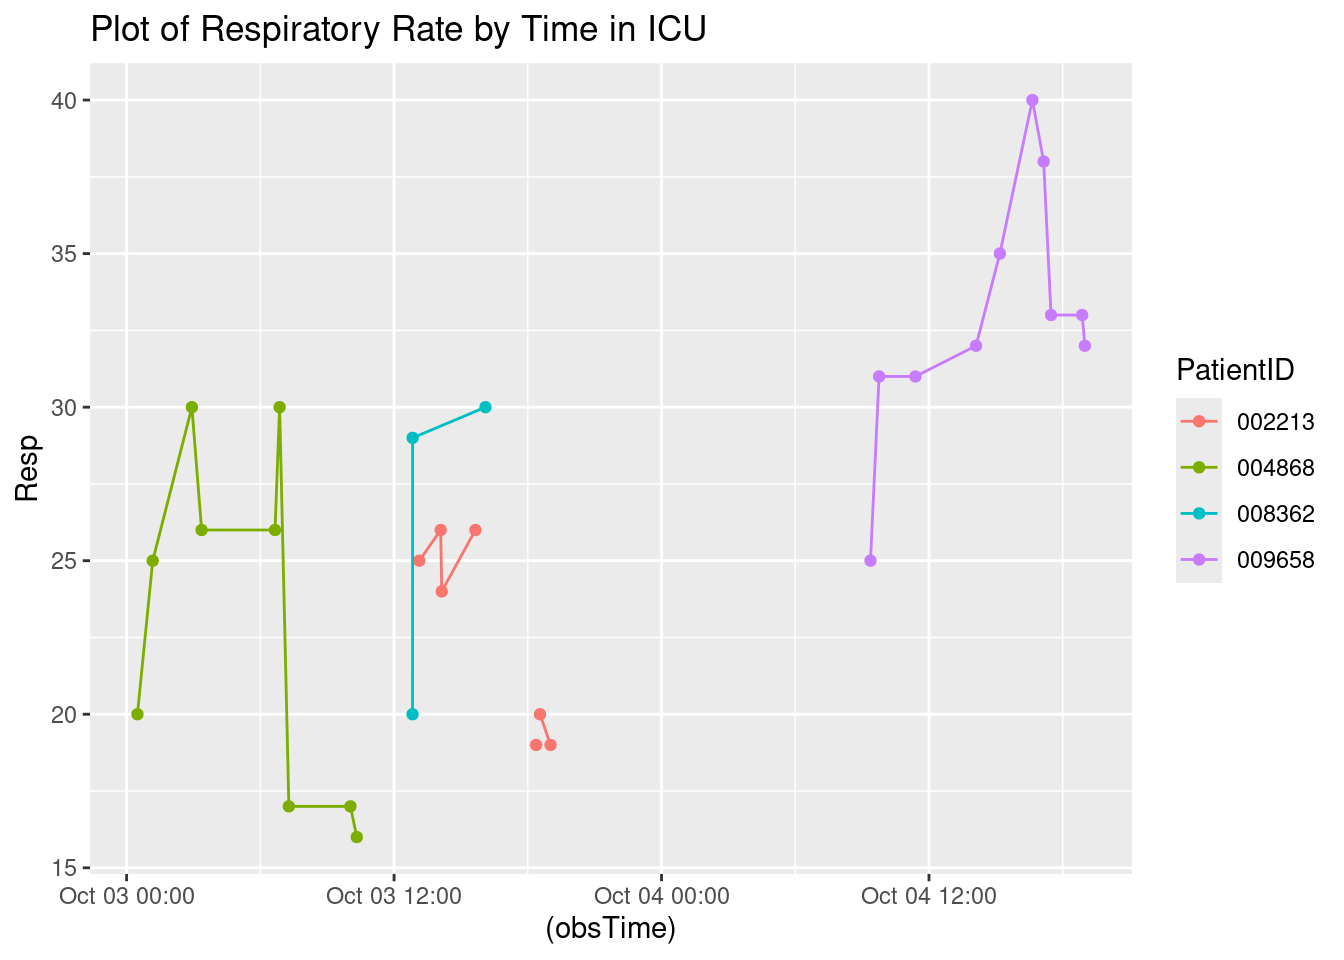 Plot of Respiratory Rate by Time in ICU
40
35
30
25
20
15
Resp
Oct 03 00:00
Oct 03 12:00
Oct 04 00:00
Oct 04 12:00
(obsTime)
PatientID
002213
004868
008362
009658